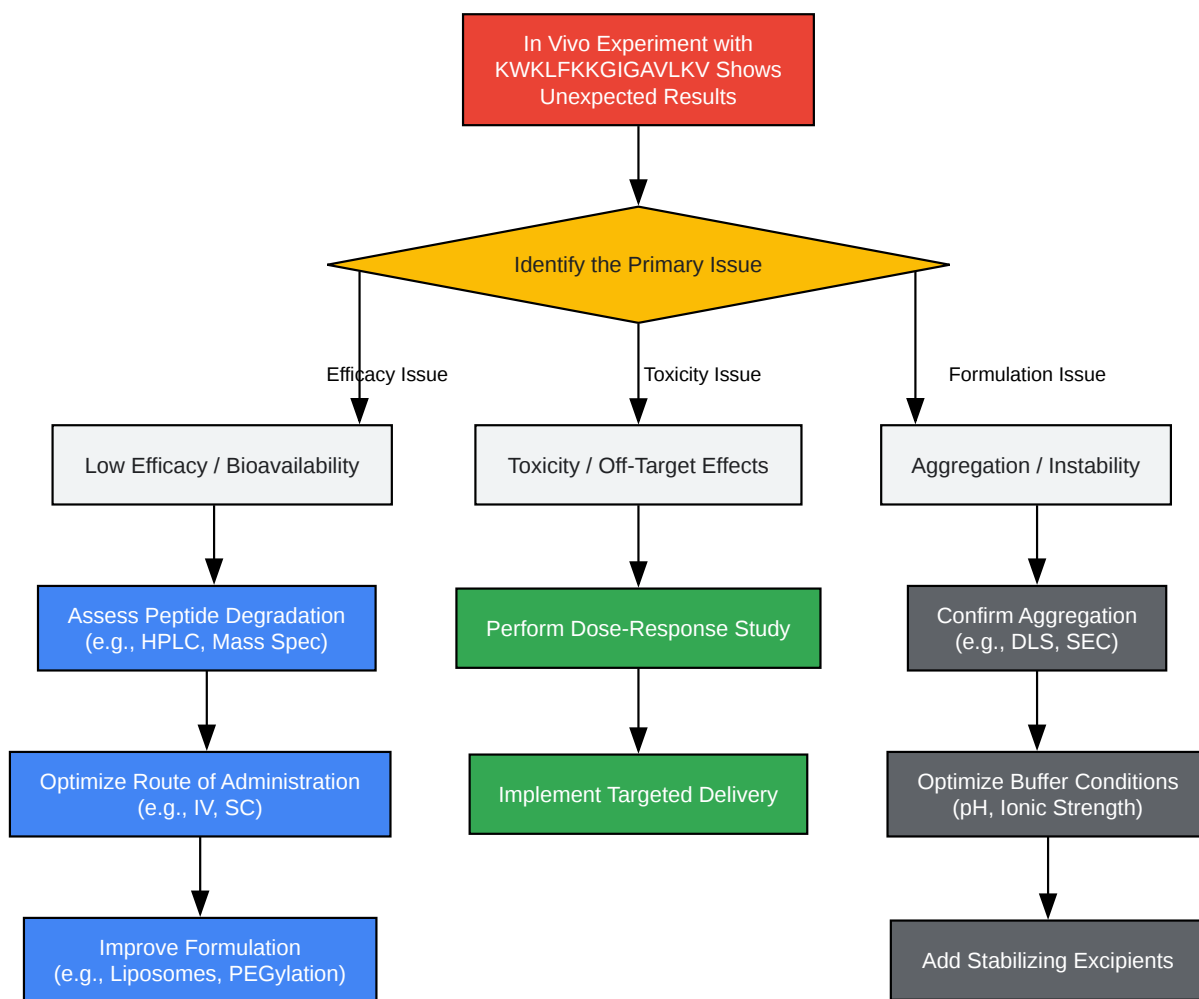 In Vivo Experiment with
KWKLFKKGIGAVLKV Shows
Unexpected Results
Identify the Primary Issue
Efficacy Issue
Toxicity Issue
Formulation Issue
Low Efficacy / Bioavailability
Toxicity / Off-Target Effects
Aggregation / Instability
Assess Peptide Degradation
(e.g., HPLC, Mass Spec)
Perform Dose-Response Study
Confirm Aggregation
(e.g., DLS, SEC)
Optimize Route of Administration
(e.g., IV, SC)
Implement Targeted Delivery
Optimize Buffer Conditions
(pH, Ionic Strength)
Improve Formulation
(e.g., Liposomes, PEGylation)
Add Stabilizing Excipients